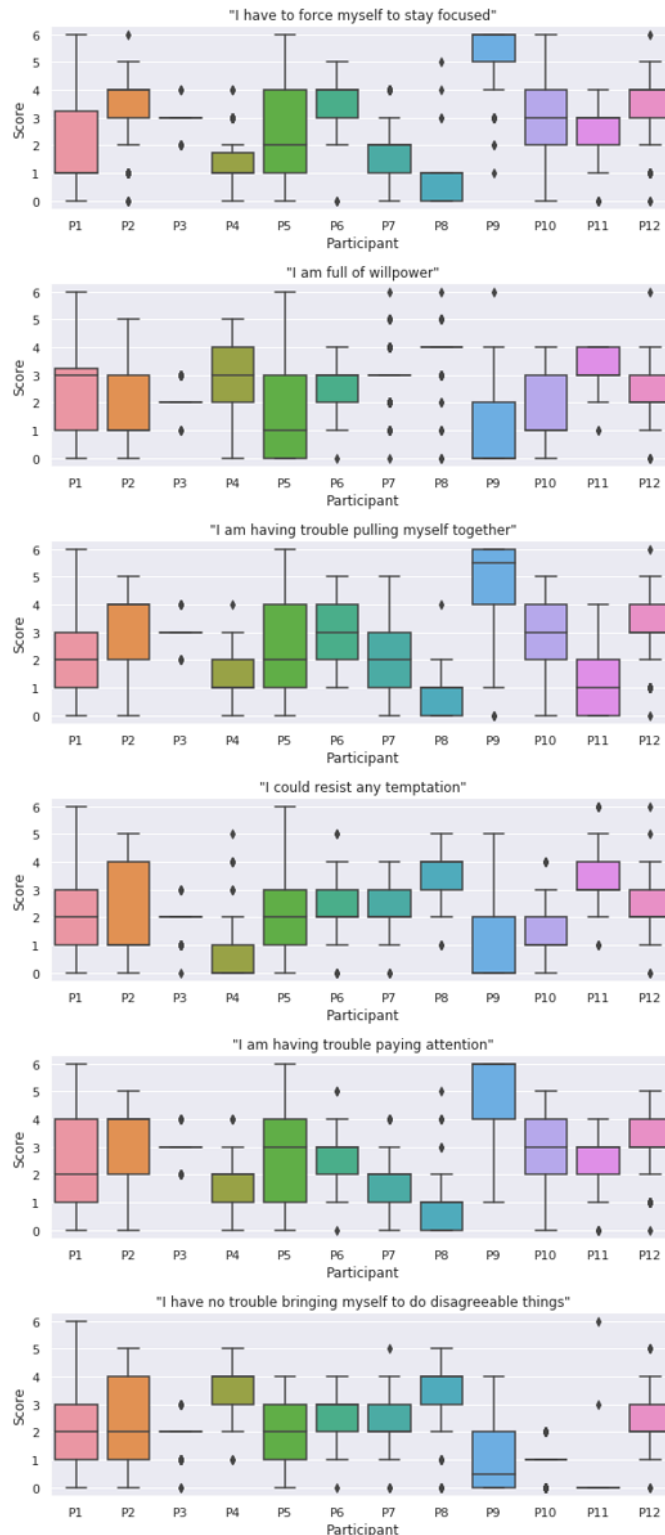 "I have to force myself to stay focused"
6
5
4
3
2
1
0
Score
P1 P2 P3 P4 P5 P6 P7 P8 P9 P10 P11 P12
Participant
"I am full of willpower"
6
5
4
3
2
1
0
Score
P1 P2 P3 P4 P5 P6 P7 P8 P9 P10 P11 P12
Participant
"I am having trouble pulling myself together"
6
5
4
3
2
1
0
Score
P1 P2 P3 P4 P5 P6 P7 P8 P9 P10 P11 P12
Participant
"I could resist any temptation"
6
5
4
3
2
1
0
Score
P1 P2 P3 P4 P5 P6 P7 P8 P9 P10 P11 P12
Participant
"I am having trouble paying attention"
6
5
4
3
2
1
0
Score
P1 P2 P3 P4 P5 P6 P7 P8 P9 P10 P11 P12
Participant
"I have no trouble bringing myself to do disagreeable things"
6
5
4
3
2
1
0
Score
P1 P2 P3 P4 P5 P6 P7 P8 P9 P10 P11 P12
Participant